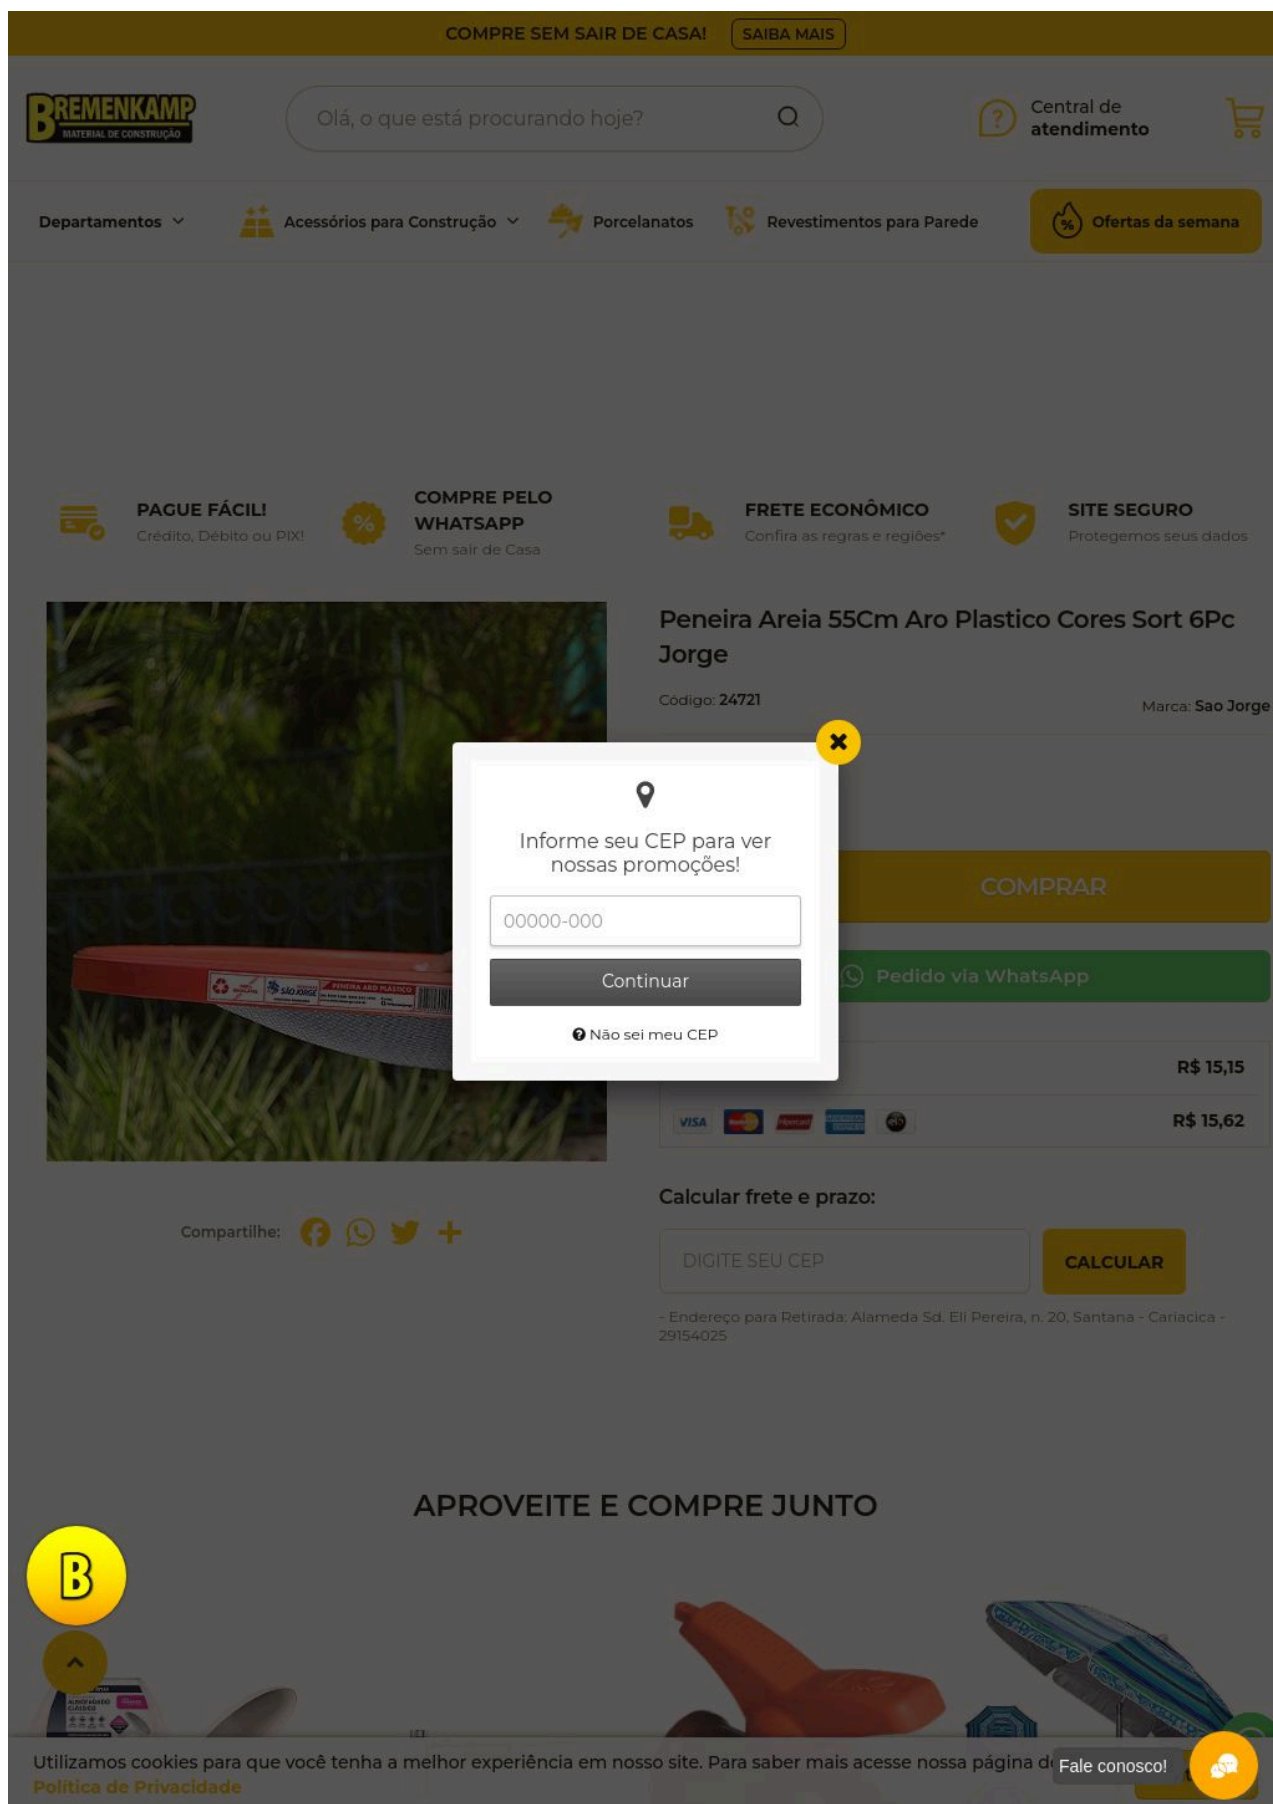 COMPRE SEM SAIR DE CASA! SAIBA MAIS
BREMENKAMP
MATERIAL DE CONSTRUÇÃO
Olá, o que está procurando hoje?
Central de
atendimento
Departamentos
Acessórios para Construção
Porcelanatos
Revestimentos para Parede
% Ofertas da semana
PAGUE FÁCIL!
Crédito, Débito ou PIX!
%
COMPRE PELO
WHATSAPP
Sem sair de Casa
FRETE ECONÔMICO
Confira as regras e regiões*
SITE SEGURO
Protegemos seus dados
Peneira Areia 55Cm Aro Plastico Cores Sort 6Pc
Jorge
Código: 24721
Marca: Sao Jorge
Informe seu CEP para ver
nossas promoções!
00000-000
Continuar
Não sei meu CEP
COMPRAR
Pedido via WhatsApp
SÃO JORGE
PENEIRA ARO PLASTICO
R$ 15,15
VISA
R$ 15,62
Compartilhe:
Calcular frete e prazo:
DIGITE SEU CEP
CALCULAR
- Endereço para Retirada: Alameda Sd. Eli Pereira, n. 20, Santana - Cariacica -
29154025
APROVEITE E COMPRE JUNTO
B
Utilizamos cookies para que você tenha a melhor experiência em nosso site. Para saber mais acesse nossa página
Política de Privacidade
Fale conosco!